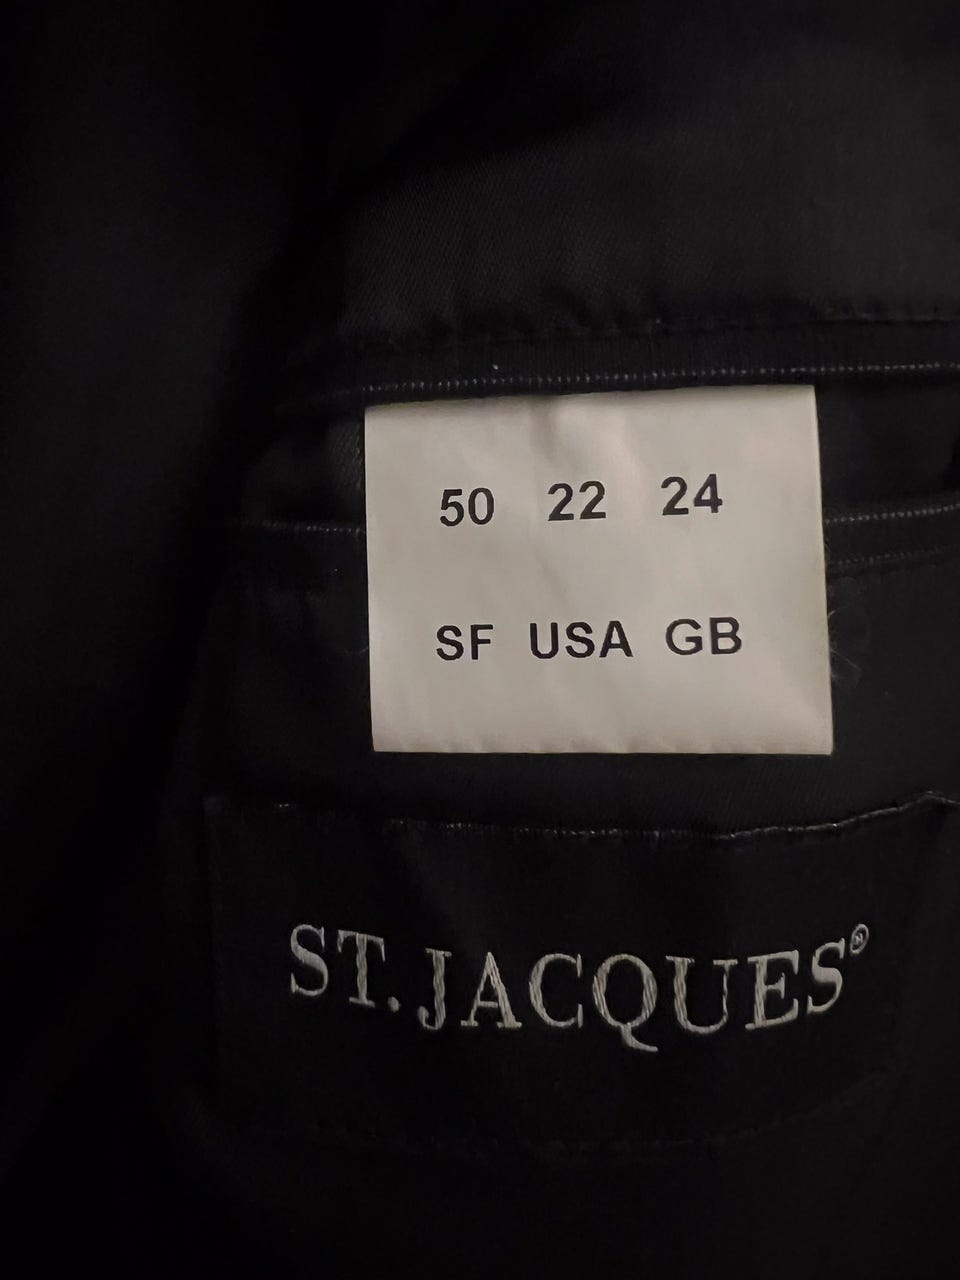 50 22 24
SF USA GB
ST. JACQUES®